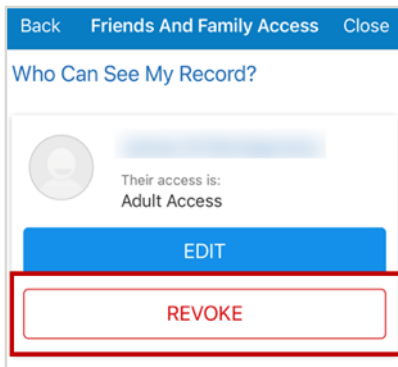 Back Friends And Family Access Close
Who Can See My Record?
Their access is:
Adult Access
EDIT
REVOKE